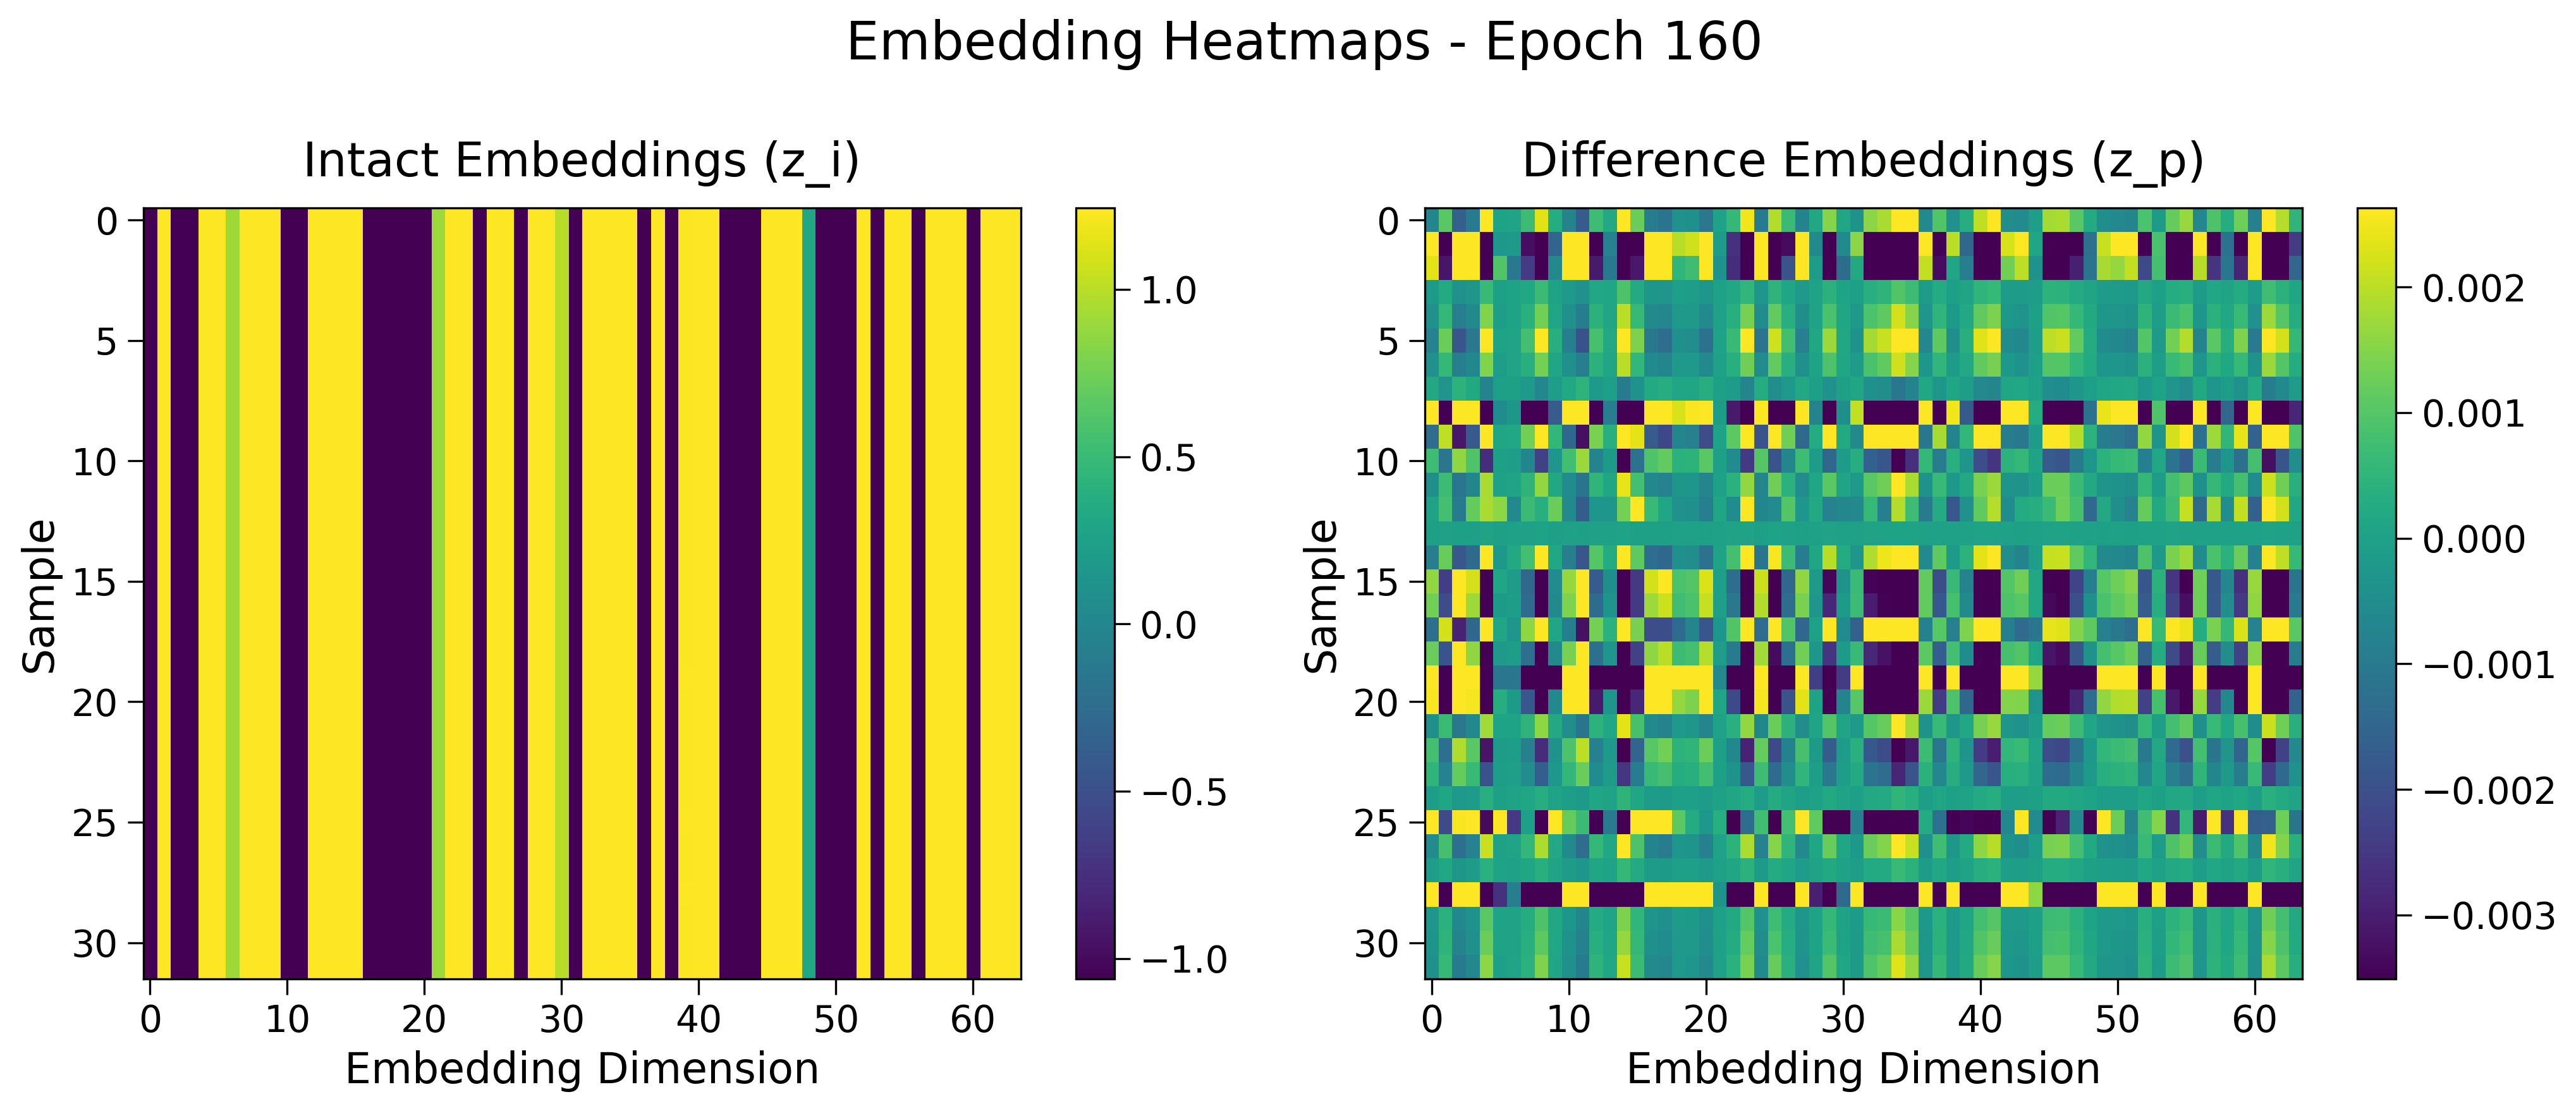 Embedding Heatmaps - Epoch 160
Intact Embeddings (z_i)
0
5
10
15
20
25
30
Sample
0 10 20 30 40 50 60
Embedding Dimension
1.0
0.5
0.0
−0.5
−1.0
Difference Embeddings (z_p)
0
5
10
15
20
25
30
Sample
0 10 20 30 40 50 60
Embedding Dimension
0.002
0.001
0.000
−0.001
−0.002
−0.003